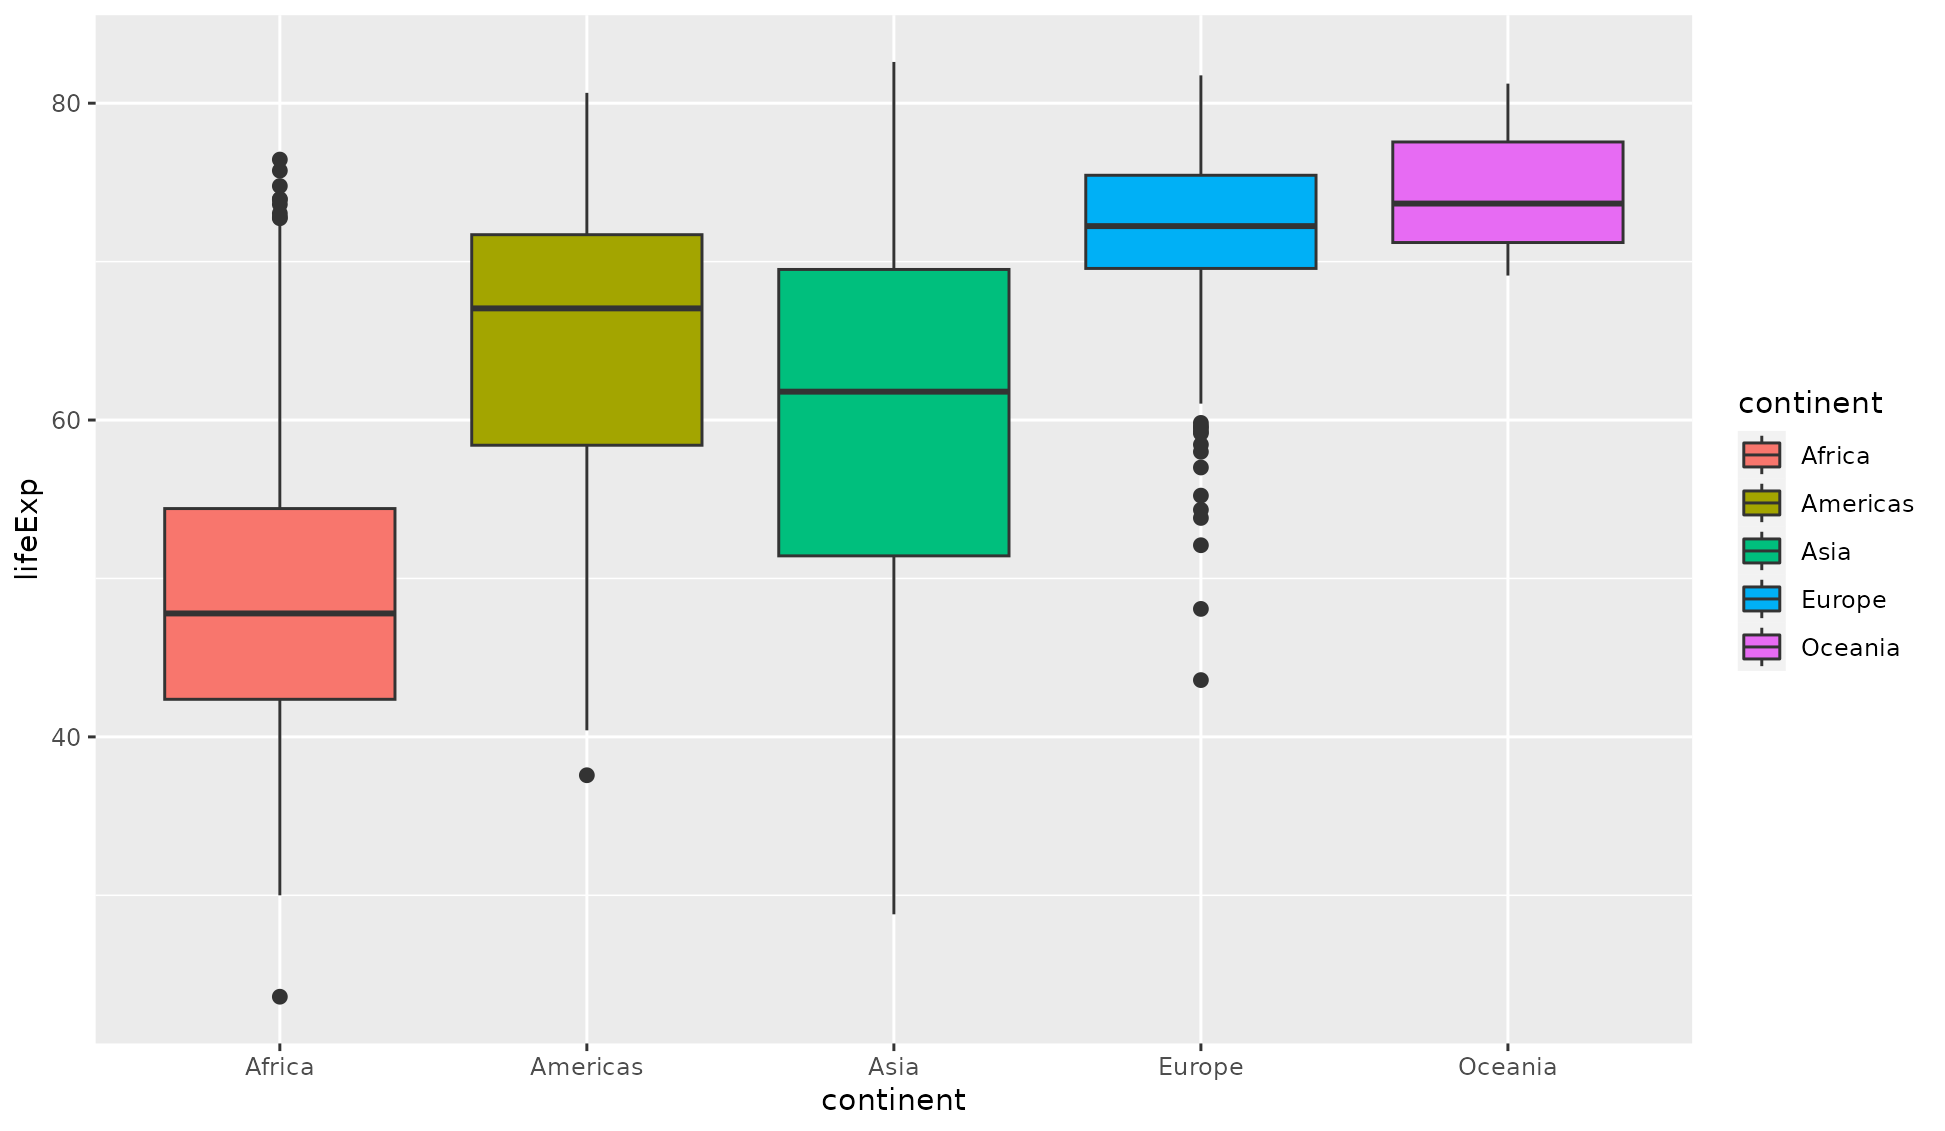 80
60
40
lifeExp
Africa
Americas
Asia
Europe
Oceania
continent
continent
Africa
Americas
Asia
Europe
Oceania